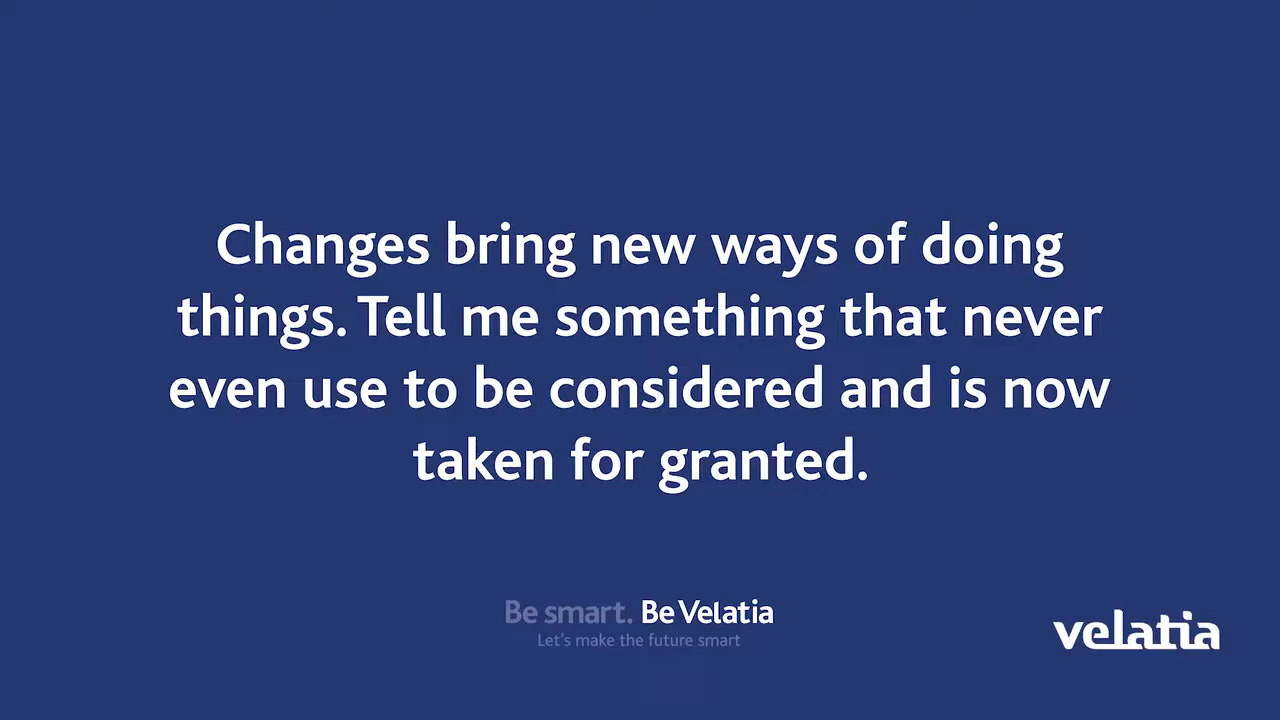 Changes bring new ways of doing
things. Tell me something that never
even use to be considered and is now
taken for granted.
Be smart. Be Velatia
Let's make the future smart
velatia